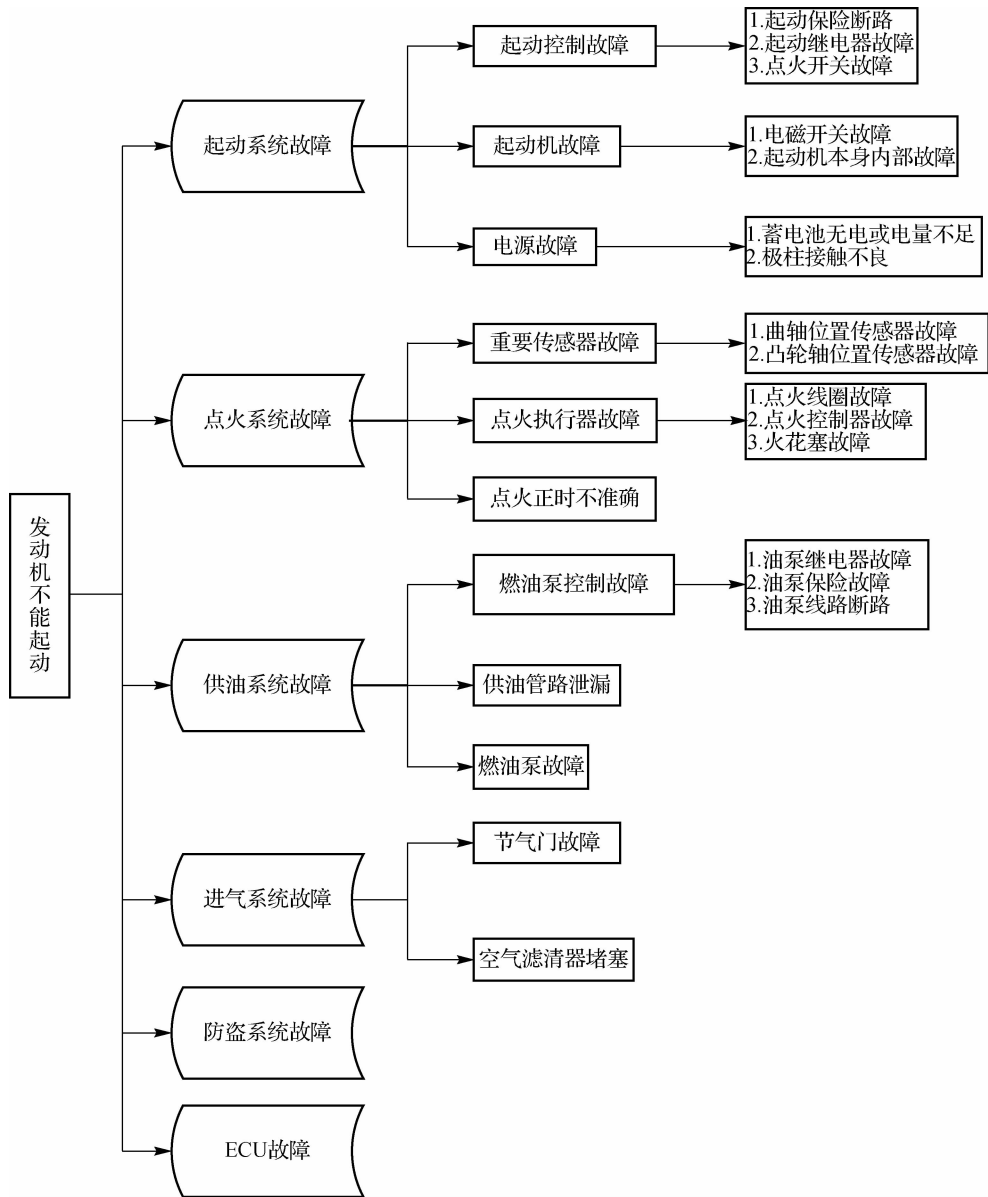 发动机不能起动
起动系统故障
起动控制故障
1.起动保险断路
2.起动继电器故障
3.点火开关故障
起动机故障
1.电磁开关故障
2.起动机本身内部故障
电源故障
1.蓄电池无电或电量不足
2.极柱接触不良
点火系统故障
重要传感器故障
1.曲轴位置传感器故障
2.凸轮轴位置传感器故障
点火执行器故障
1.点火线圈故障
2.点火控制器故障
3.火花塞故障
点火正时不准确
供油系统故障
燃油泵控制故障
1.油泵继电器故障
2.油泵保险故障
3.油泵线路断路
供油管路泄漏
燃油泵故障
进气系统故障
节气门故障
空气滤清器堵塞
防盗系统故障
ECU故障